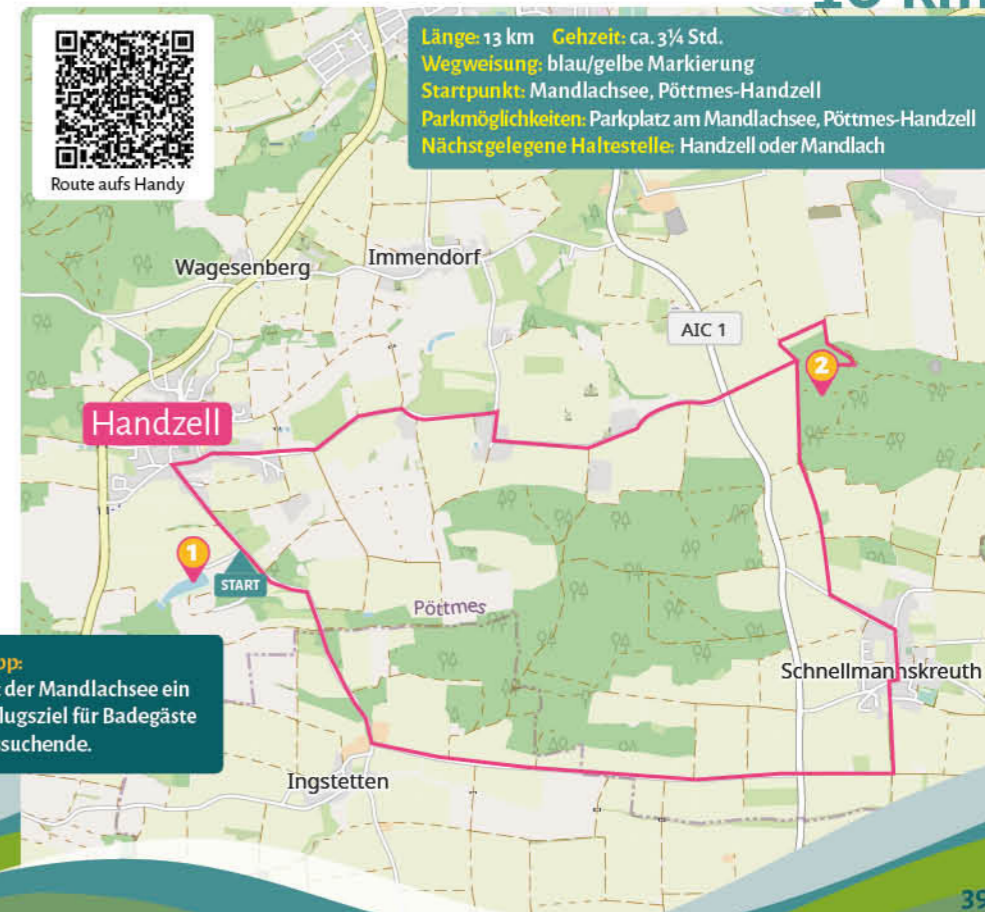 Länge: 13 km Gehzeit: ca. 3¼ Std.
Wegweisung: blau/gelbe Markierung
Startpunkt: Mandlachsee, Pöttmes-Handzell
Parkmöglichkeiten: Parkplatz am Mandlachsee, Pöttmes-Handzell
Nächstgelegene Haltestelle: Handzell oder Mandlach
Route aufs Handy
Wagesenberg
Immendorf
AIC 1
2
Handzell
1
START
Pöttmes
Schnellmannskreuth
der Mandlachsee ein
flugsziel für Badegäste
suchende.
Ingstetten
39